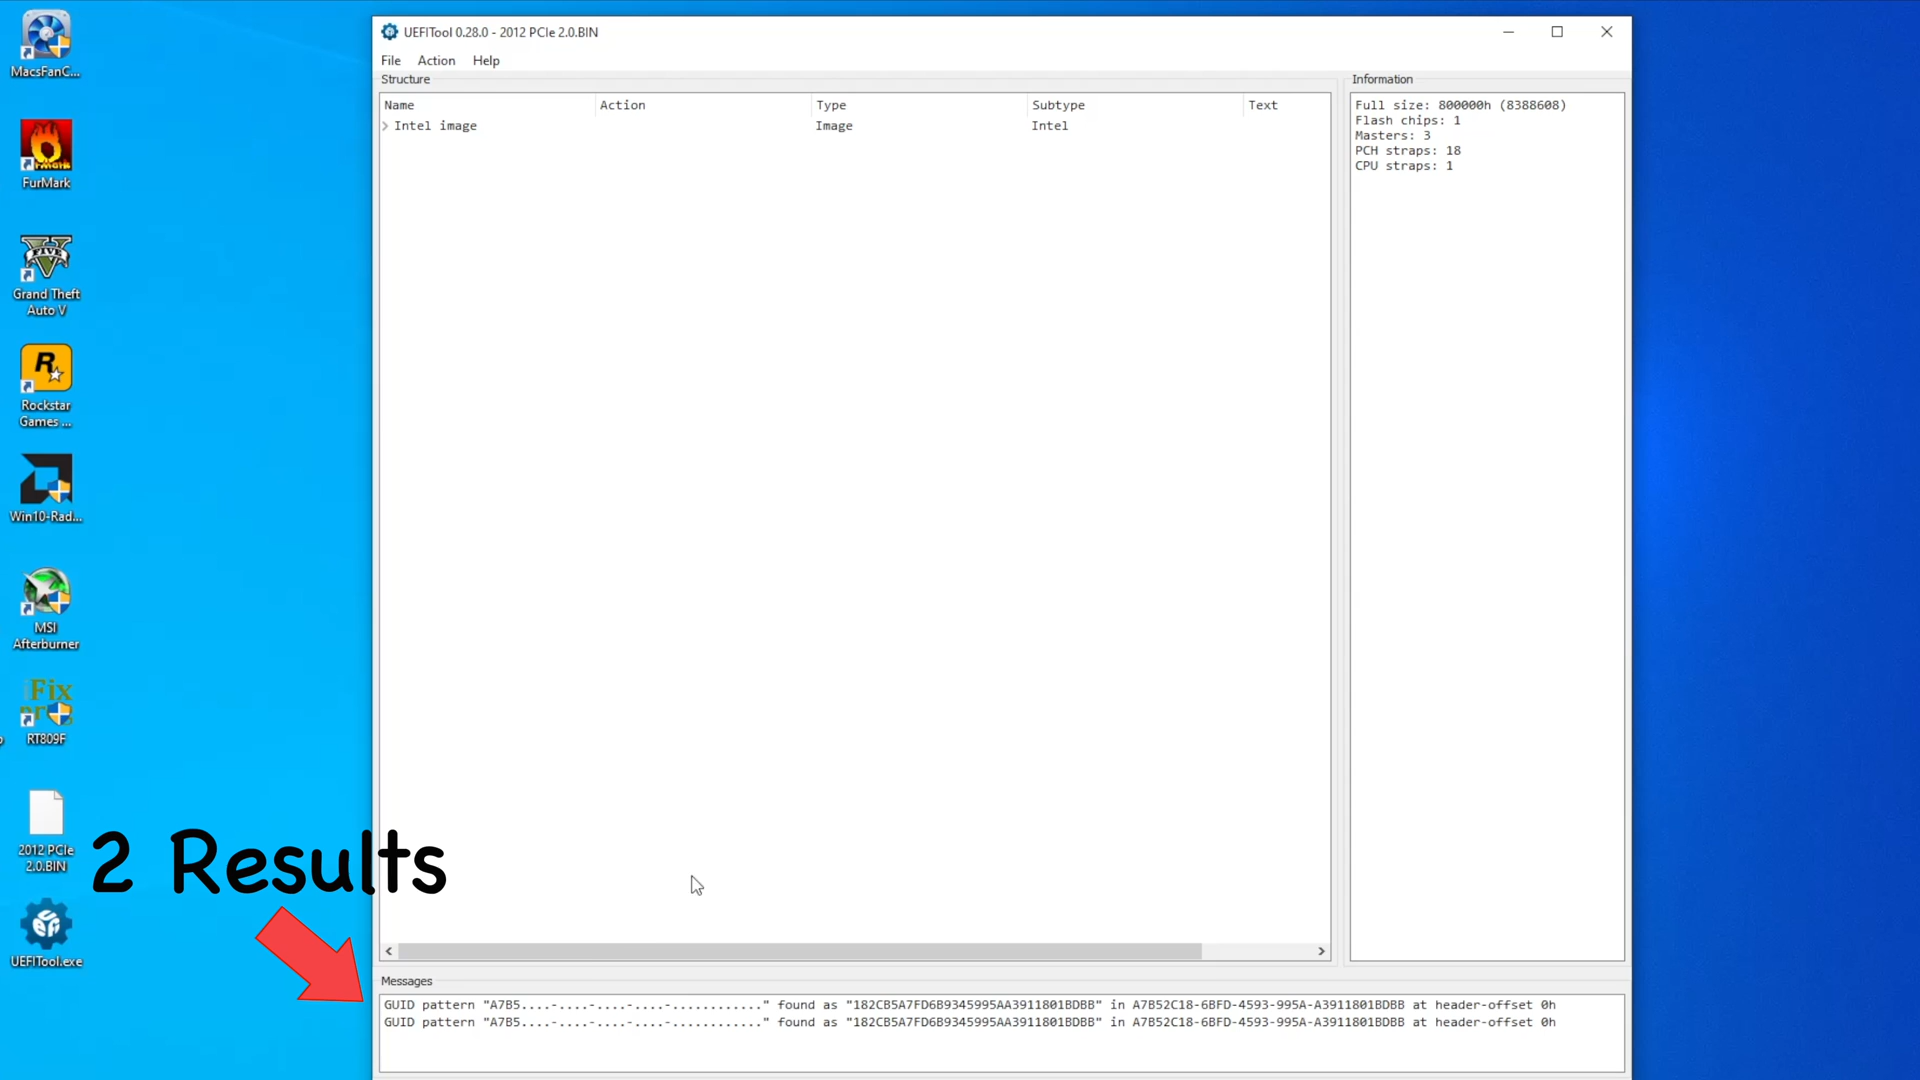 MacsFanC...
FurMark
FIVE
Grand Theft
Auto V
R
Rockstar
Games ...
Win10-Rad...
MSI
Afterburner
iFix
RT809F
2012 PCIe
2.0.BIN
UEFITool.exe
2 Results
UEFITool 0.28.0 - 2012 PCIe 2.0.BIN
File Action Help
Structure
Name Action Type Subtype Text
Intel image Image Intel
Information
Full size: 800000h (8388608)
Flash chips: 1
Masters: 3
PCH straps: 18
CPU straps: 1
Messages
GUID pattern "A7B5....-....-....-....-............" found as "182CB5A7FD6B9345995AA3911801BDBB" in A7B52C18-6BFD-4593-995A-A3911801BDBB at header-offset 0h
GUID pattern "A7B5....-....-....-....-............" found as "182CB5A7FD6B9345995AA3911801BDBB" in A7B52C18-6BFD-4593-995A-A3911801BDBB at header-offset 0h